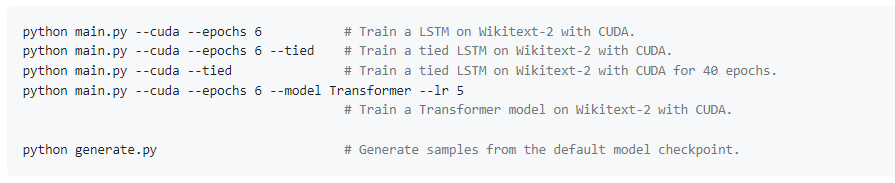 python main.py --cuda --epochs 6           # Train a LSTM on Wikitext-2 with CUDA.
python main.py --cuda --epochs 6 --tied    # Train a tied LSTM on Wikitext-2 with CUDA.
python main.py --cuda --tied               # Train a tied LSTM on Wikitext-2 with CUDA for 40 epochs.
python main.py --cuda --epochs 6 --model Transformer --lr 5
                                           # Train a Transformer model on Wikitext-2 with CUDA.

python generate.py                         # Generate samples from the default model checkpoint.